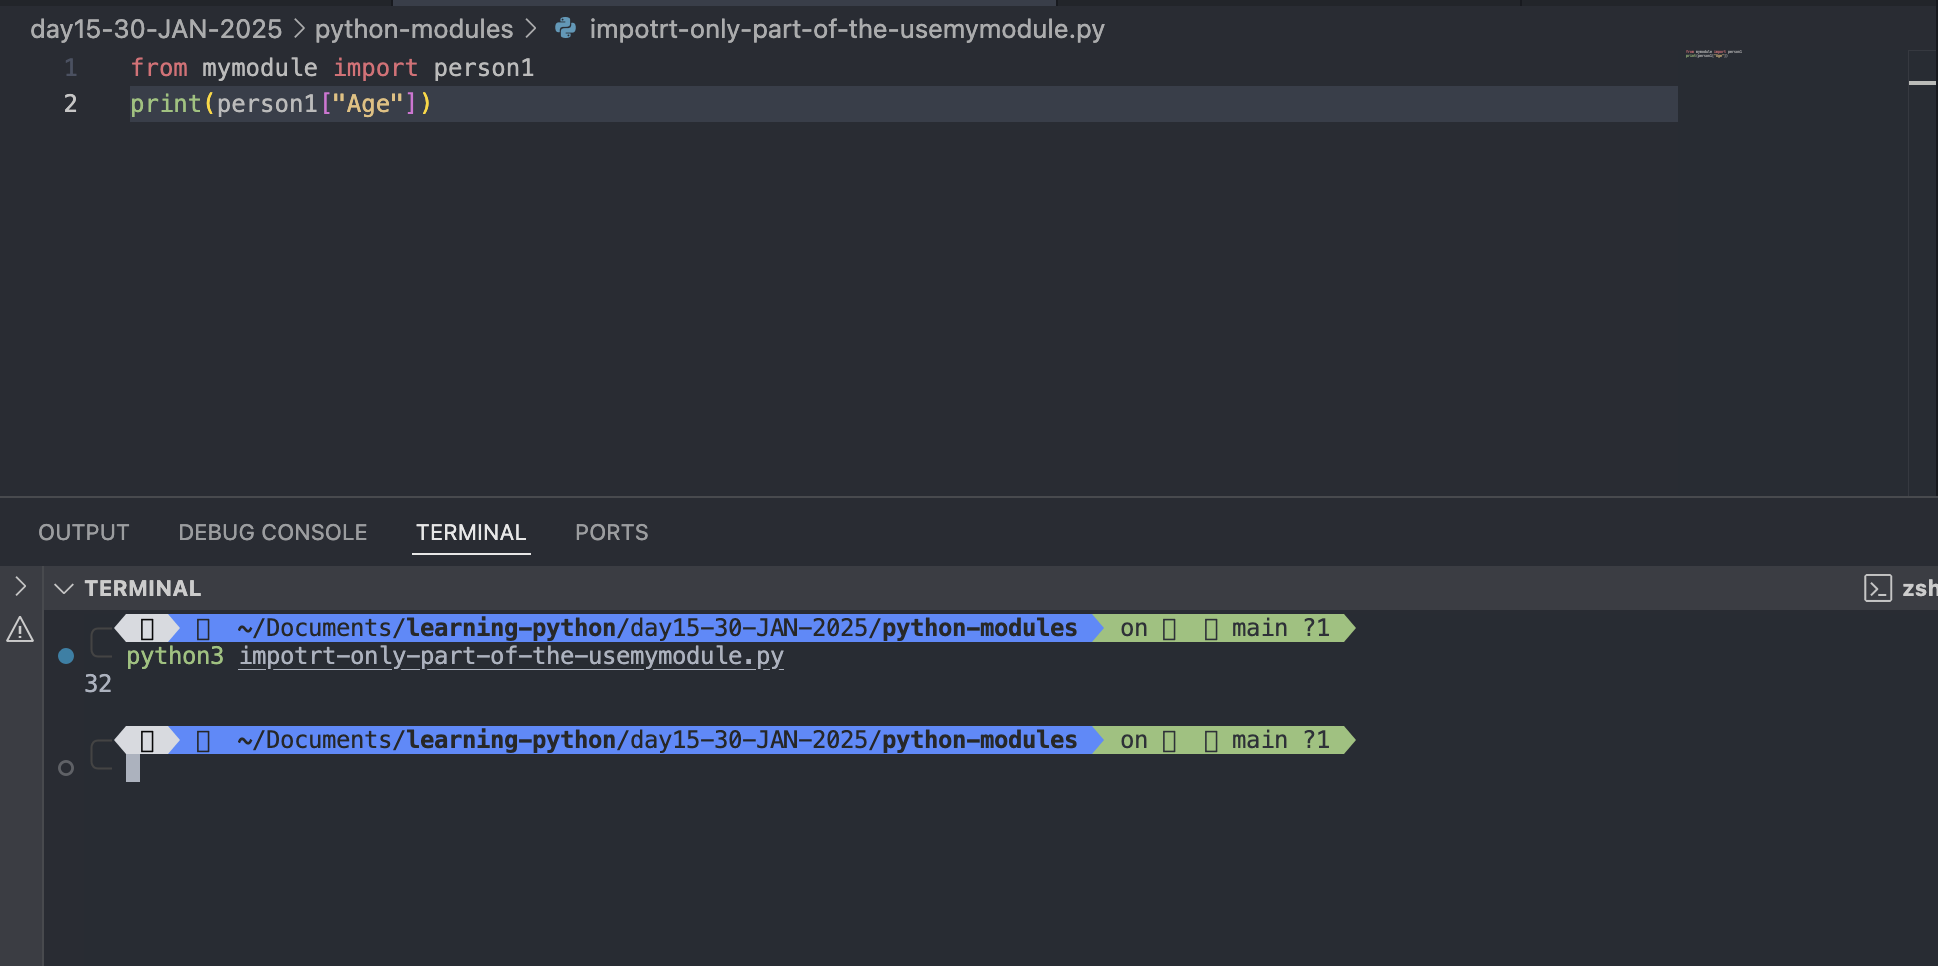 day15-30-JAN-2025 > python-modules > impotrt-only-part-of-the-usemymodule.py
1 from mymodule import person1
2 print(person1["Age"])
OUTPUT DEBUG CONSOLE TERMINAL PORTS
TERMINAL zsh
~/Documents/learning-python/day15-30-JAN-2025/python-modules on main ?1
python3 impotrt-only-part-of-the-usemymodule.py
32
~/Documents/learning-python/day15-30-JAN-2025/python-modules on main ?1